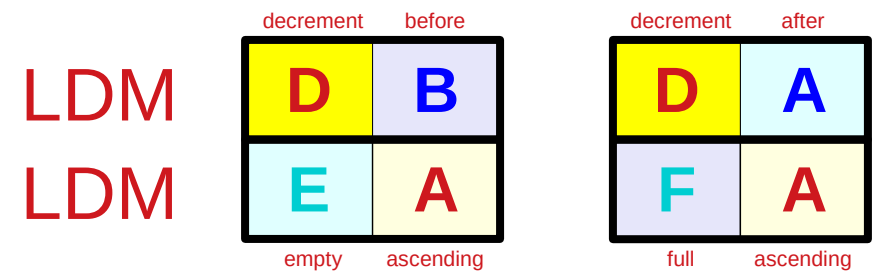 decrement before decrement after
LDM D B D A
LDM E A F A
empty ascending full ascending